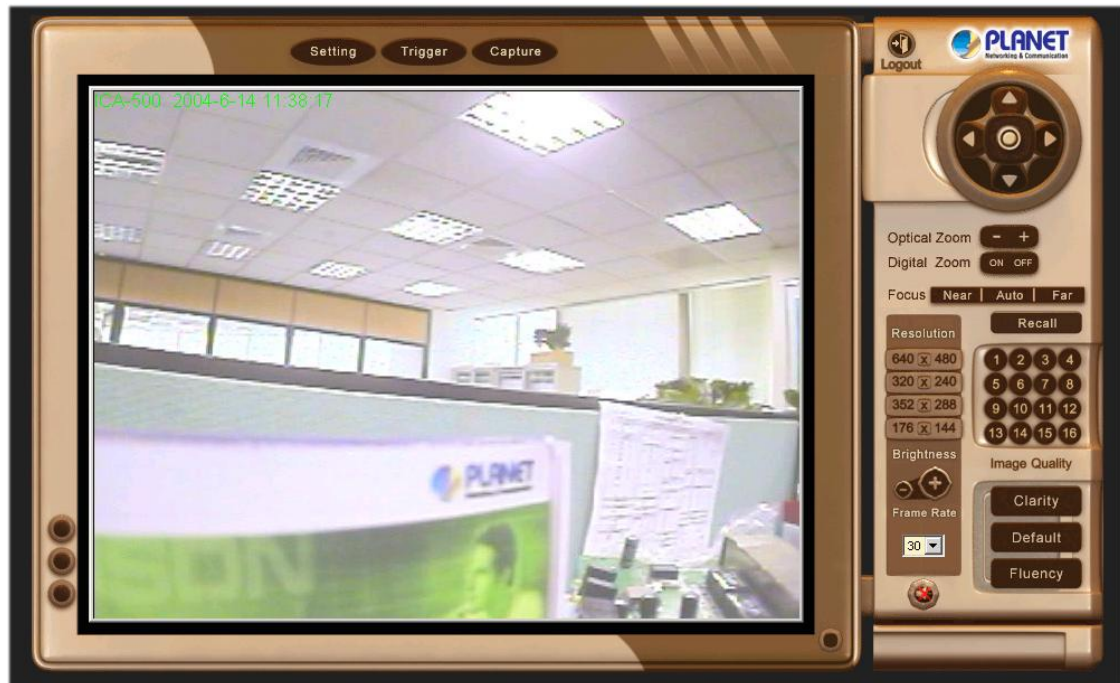 Setting Trigger Capture
Logout
PLANET
Networking & Communication
ICA-500 2004-6-14 11:38.17
Optical Zoom - +
Digital Zoom ON OFF
Focus Near Auto Far
Resolution
640 x 480
320 x 240
352 x 288
176 x 144
Brightness
- +
Frame Rate
30
Recall
1 2 3 4
5 6 7 8
9 10 11 12
13 14 15 16
Image Quality
Clarity
Default
Fluency
PLANET